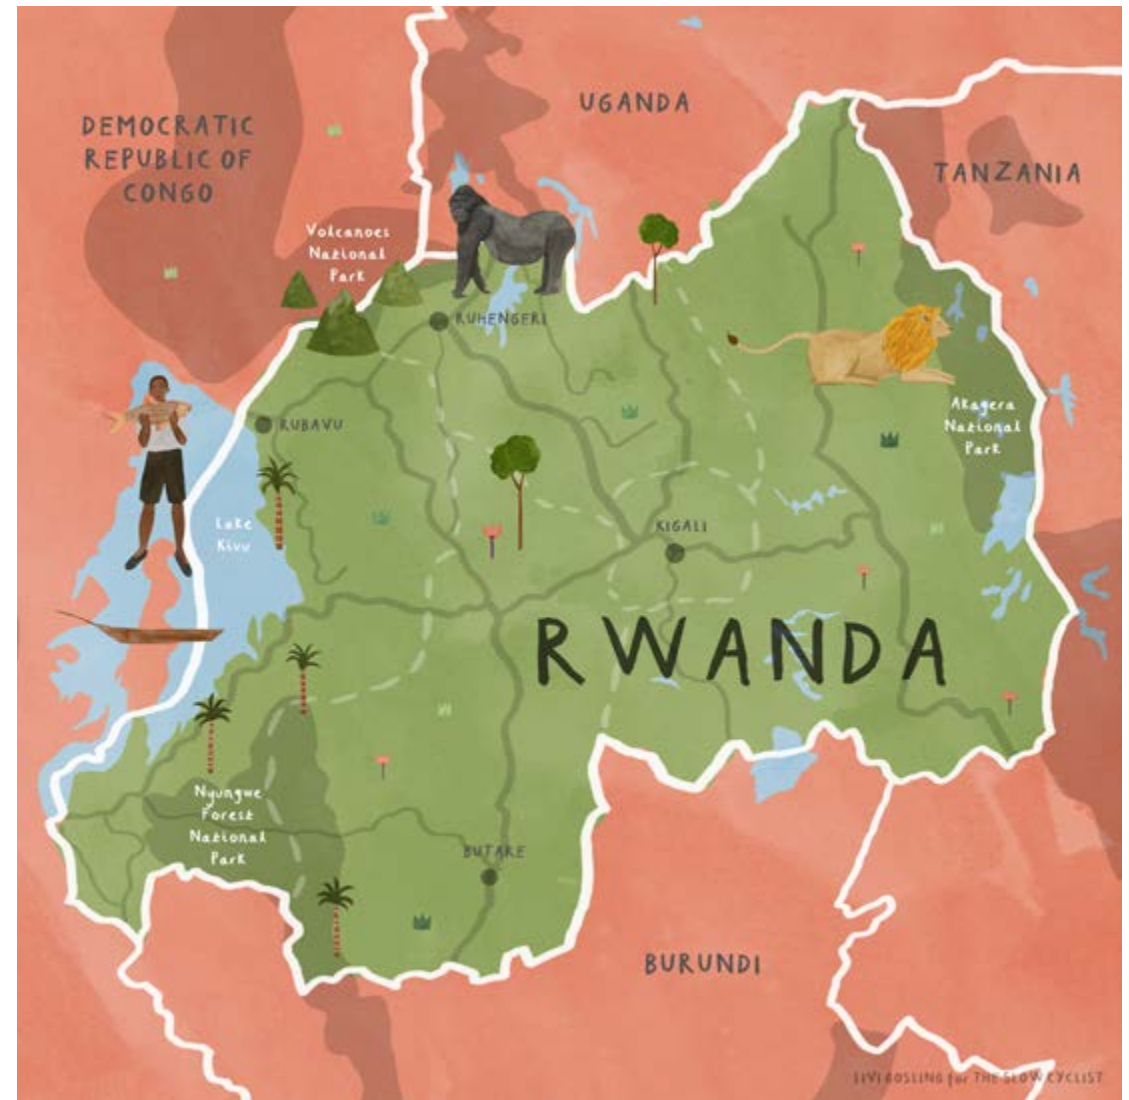 DEMOCRATIC
REPUBLIC OF
CONGO
UGANDA
TANZANIA
Volcanoes
National
Park
RUHENGERI
Akagera
National
Park
RUBAVU
Lake
Kivu
KIGALI
RWANDA
Nyungwe
Forest
National
Park
BUTARE
BURUNDI
LIVI GOSLING for THE SLOW CYCLIST